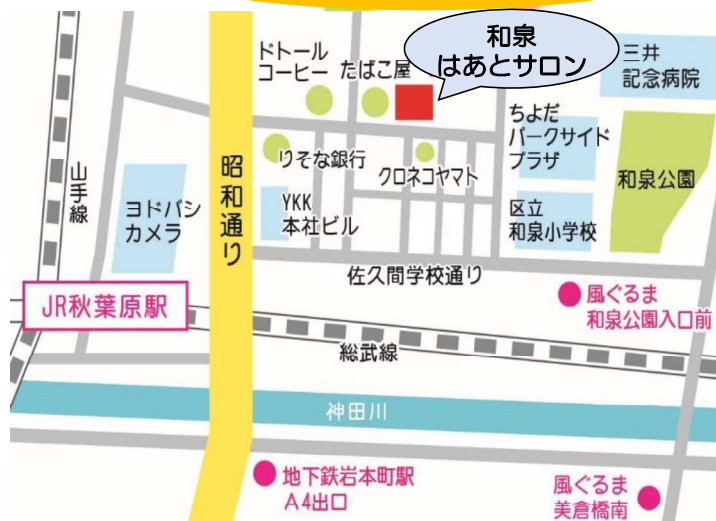 和泉
はあとサロン
ドトール
コーヒー
たばこ屋
三井
記念病院
ちよだ
パークサイド
プラザ
和泉公園
りそな銀行
クロネコヤマト
昭和通り
山手線
ヨドバシ
カメラ
YKK
本社ビル
区立
和泉小学校
佐久間学校通り
JR秋葉原駅
風ぐるま
和泉公園入口前
総武線
神田川
地下鉄岩本町駅
A4出口
風ぐるま
美倉橋南